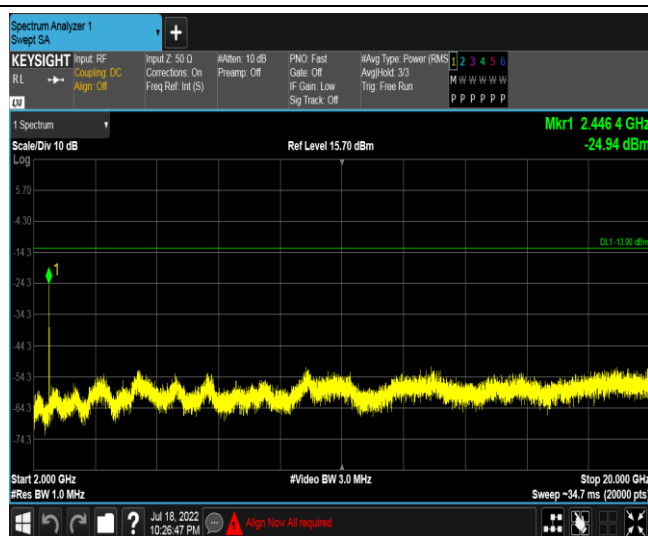 Spectrum Analyzer 1
Swept SA
+
KEYSIGHT
RL
LXI
Input: RF
Coupling: DC
Align: Off
Input Z: 50 Ω
Corrections: On
Freq Ref: Int (S)
#Atten: 10 dB
Preamp: Off
PNO: Fast
Gate: Off
IF Gain: Low
Sig Track: Off
#Avg Type: Power (RMS
Avg|Hold: 3/3
Trig: Free Run
1 2 3 4 5 6
M W W W W W
P P P P P P
1 Spectrum
Mkr1 2.446 4 GHz
Scale/Div 10 dB
Ref Level 15.70 dBm
-24.94 dBm
Log
5.70
-4.30
DL1 -13.00 dBm
-14.3
1
-24.3
-34.3
-44.3
-54.3
-64.3
-74.3
Start 2.000 GHz
#Video BW 3.0 MHz
Stop 20.000 GHz
#Res BW 1.0 MHz
Sweep ~34.7 ms (20000 pts)
?
Jul 18, 2022
10:26:47 PM
Align Now All required